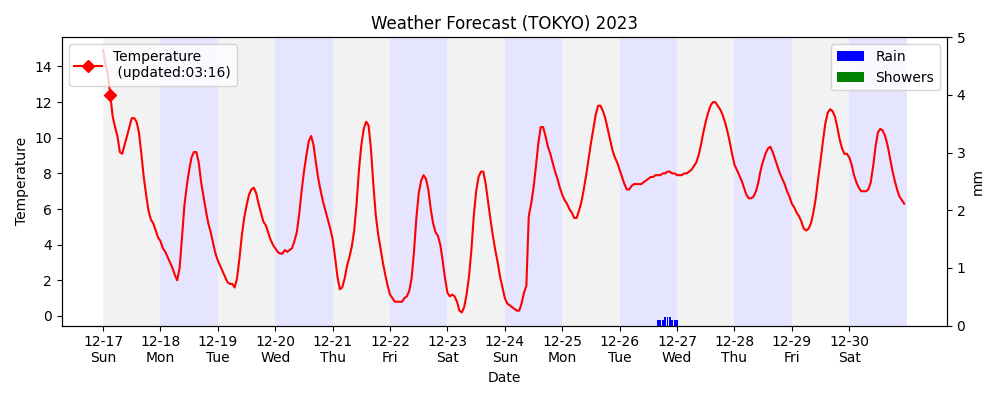 Weather Forecast (TOKYO) 2023
Temperature
(updated:03:16)
Rain
Showers
Temperature
14
12
10
8
6
4
2
0
5
4
3
2
1
0
mm
12-17 12-18 12-19 12-20 12-21 12-22 12-23 12-24 12-25 12-26 12-27 12-28 12-29 12-30
Sun Mon Tue Wed Thu Fri Sat Sun Mon Tue Wed Thu Fri Sat
Date